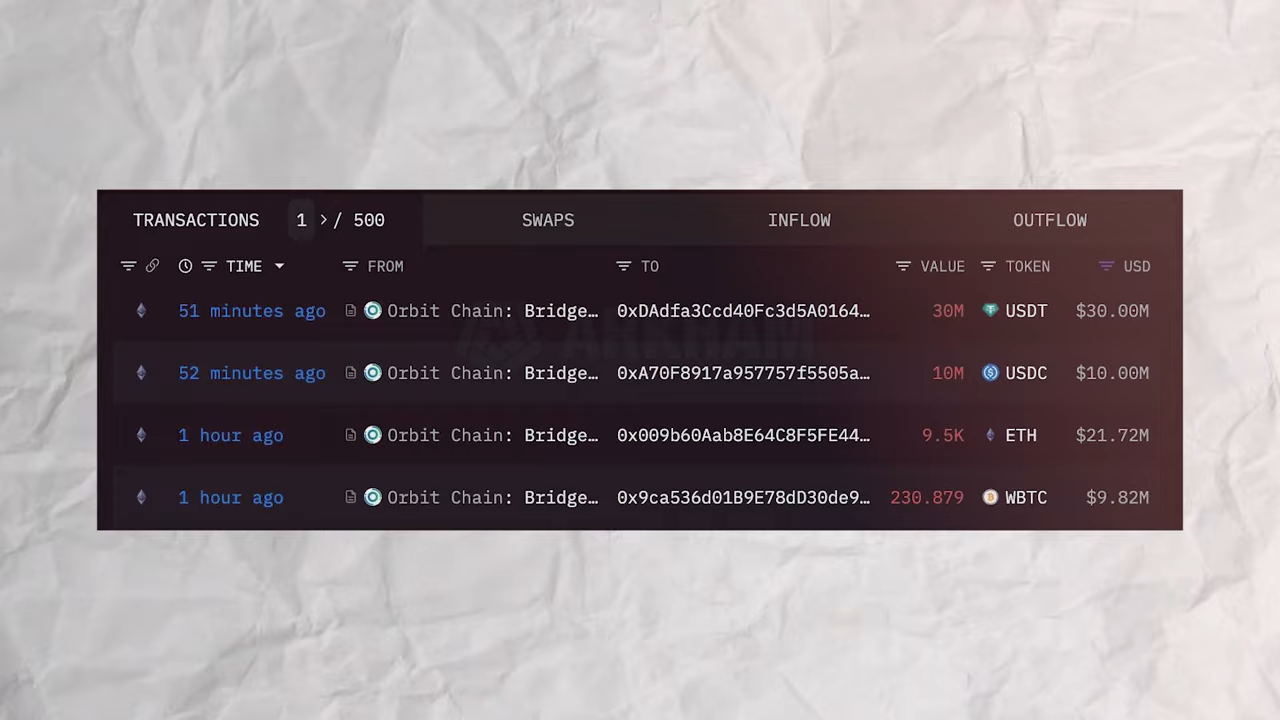 TRANSACTIONS 1 > / 500 SWAPS INFLOW OUTFLOW
TIME FROM TO VALUE TOKEN USD
51 minutes ago Orbit Chain: Bridge… 0xDAdfa3Ccd40Fc3d5A0164… 30M USDT $30.00M
52 minutes ago Orbit Chain: Bridge… 0xA70F8917a957757f5505a… 10M USDC $10.00M
1 hour ago Orbit Chain: Bridge… 0x009b60Aab8E64C8F5FE44… 9.5K ETH $21.72M
1 hour ago Orbit Chain: Bridge… 0x9ca536d01B9E78dD30de9… 230.879 WBTC $9.82M
ARKHAM